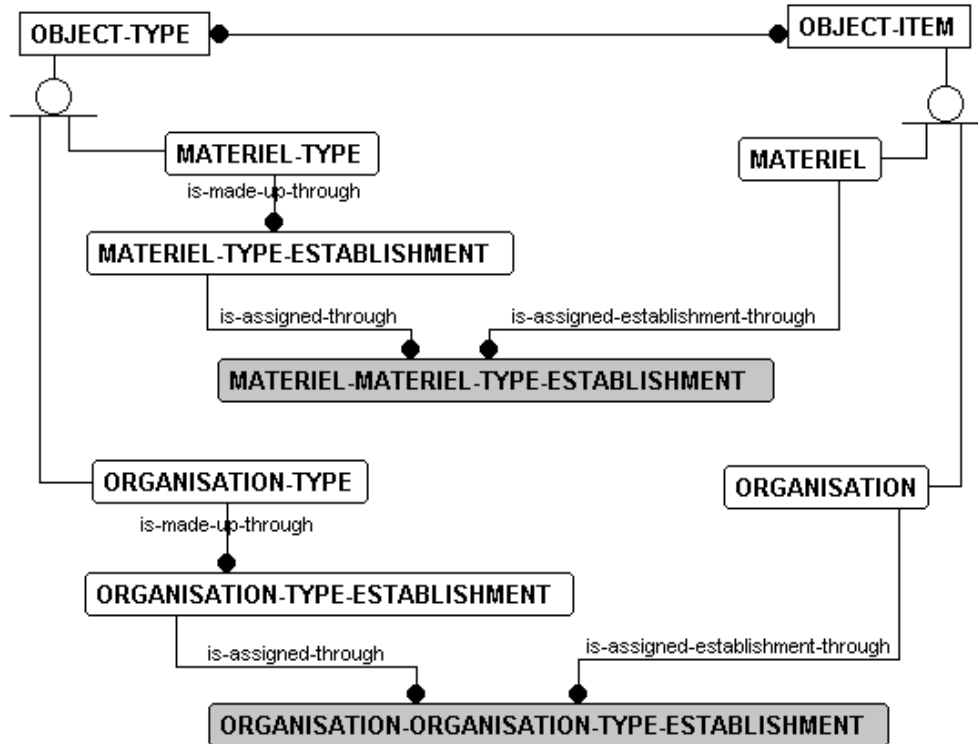 OBJECT-TYPE
OBJECT-ITEM
MATERIEL-TYPE
MATERIEL
is-made-up-through
MATERIEL-TYPE-ESTABLISHMENT
is-assigned-through
is-assigned-establishment-through
MATERIEL-MATERIEL-TYPE-ESTABLISHMENT
ORGANISATION-TYPE
ORGANISATION
is-made-up-through
ORGANISATION-TYPE-ESTABLISHMENT
is-assigned-through
is-assigned-establishment-through
ORGANISATION-ORGANISATION-TYPE-ESTABLISHMENT